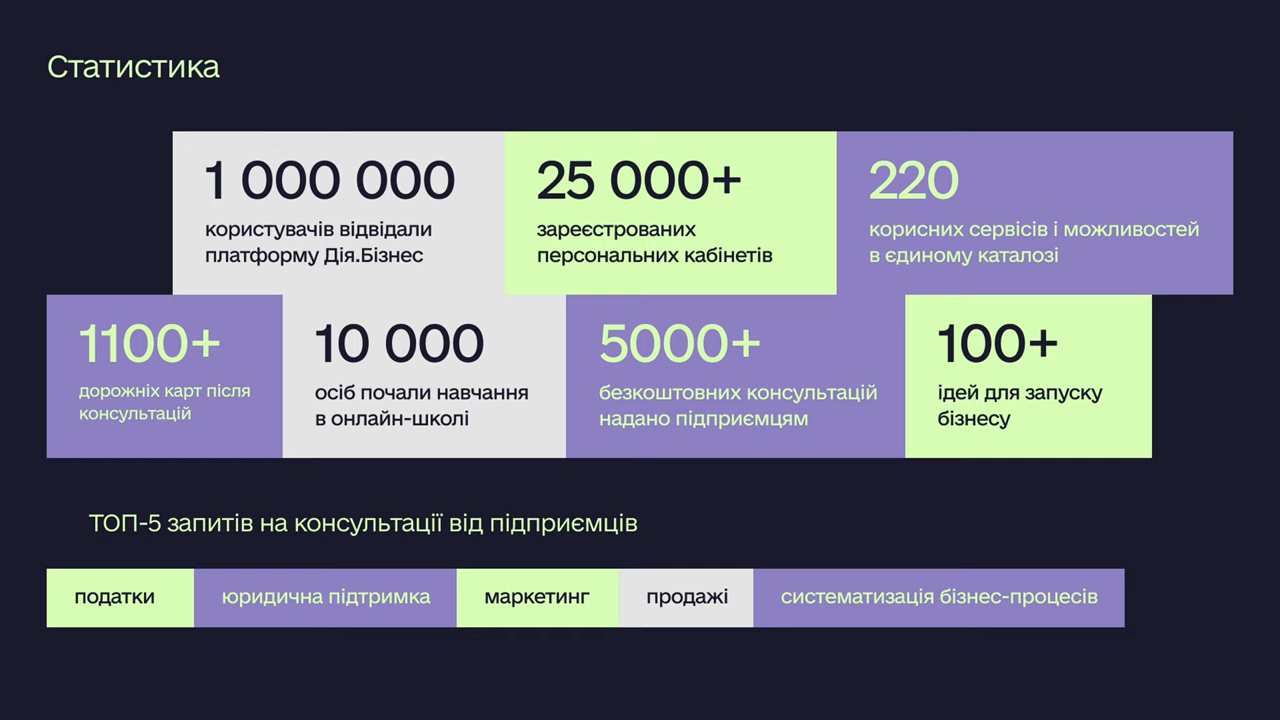 Статистика
1 000 000
користувачів відвідали
платформу Дія.Бізнес
25 000+
зареєстрованих
персональних кабінетів
220
корисних сервісів і можливостей
в єдиному каталозі
1100+
дорожніх карт після
консультацій
10 000
осіб почали навчання
в онлайн-школі
5000+
безкоштовних консультацій
надано підприємцям
100+
ідей для запуску
бізнесу
ТОП-5 запитів на консультації від підприємців
податки
юридична підтримка
маркетинг
продажі
систематизація бізнес-процесів